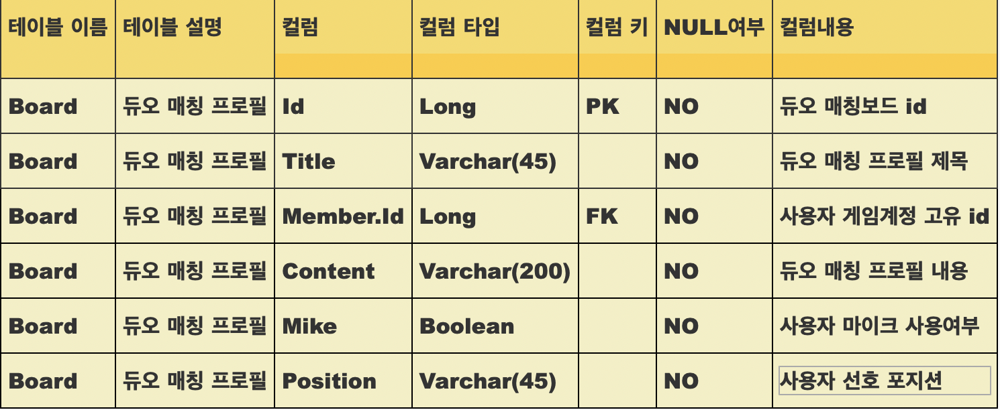 테이블 이름 테이블 설명 컬럼 컬럼 타입 컬럼 키 NULL여부 컬럼내용
Board 듀오 매칭 프로필 Id Long PK NO 듀오 매칭보드 id
Board 듀오 매칭 프로필 Title Varchar(45) NO 듀오 매칭 프로필 제목
Board 듀오 매칭 프로필 Member.Id Long FK NO 사용자 게임계정 고유 id
Board 듀오 매칭 프로필 Content Varchar(200) NO 듀오 매칭 프로필 내용
Board 듀오 매칭 프로필 Mike Boolean NO 사용자 마이크 사용여부
Board 듀오 매칭 프로필 Position Varchar(45) NO 사용자 선호 포지션